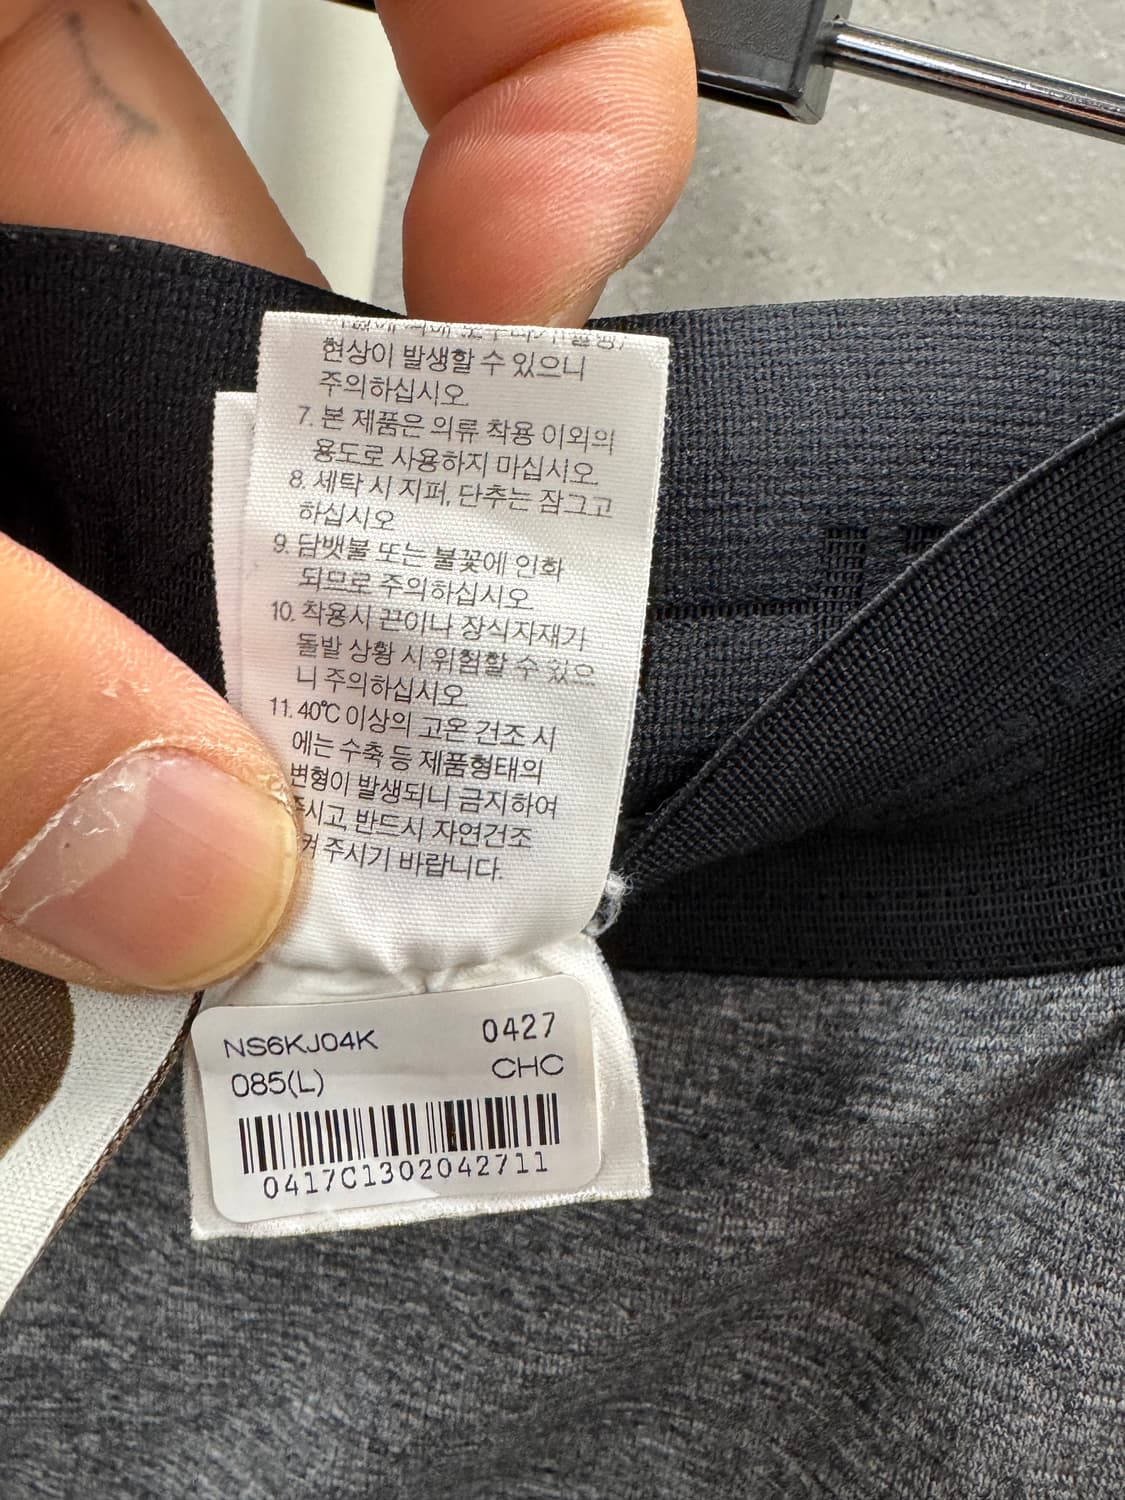 현상이 발생할 수 있으니
주의하십시오
7. 본 제품은 의류 착용 이외의
용도로 사용하지 마십시오
8. 세탁 시 지퍼, 단추는 잠그고
하십시오
9. 담뱃불 또는 불꽃에 인화
되므로 주의하십시오
10. 착용시 끈이나 장식자재가
돌발 상황 시 위험할 수 있으
니 주의하십시오
11. 40℃ 이상의 고온 건조 시
에는 수축 등 제품형태의
변형이 발생되니 금지하여
주시고, 반드시 자연건조
주시기 바랍니다.
NS6KJ04K 0427
085(L) CHC
0417C1302042711